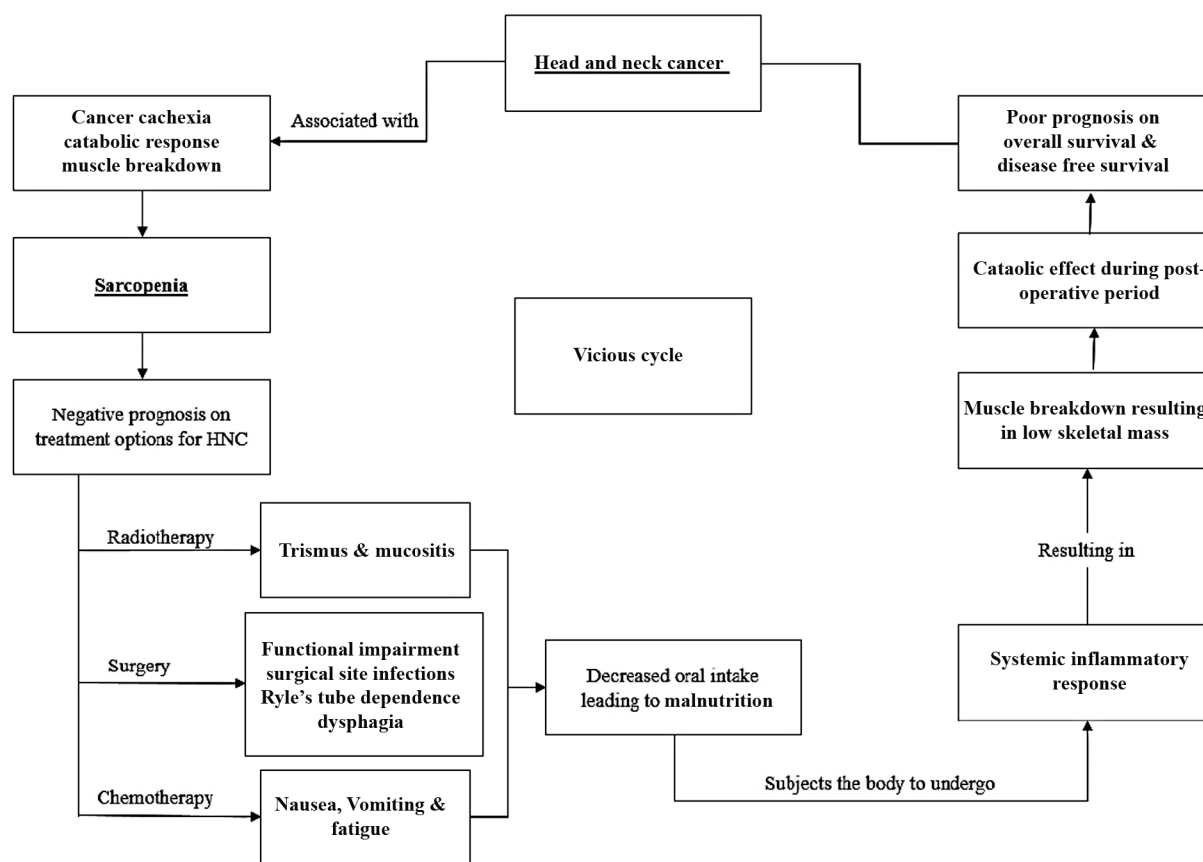 Head and neck cancer
Associated with
Cancer cachexia
catabolic response
muscle breakdown
Sarcopenia
Negative prognosis on
treatment options for HNC
Radiotherapy
Trismus & mucositis
Surgery
Functional impairment
surgical site infections
Ryle's tube dependence
dysphagia
Chemotherapy
Nausea, Vomiting &
fatigue
Decreased oral intake
leading to malnutrition
Subjects the body to undergo
Systemic inflammatory
response
Resulting in
Muscle breakdown resulting
in low skeletal mass
Cataolic effect during post-
operative period
Poor prognosis on
overall survival &
disease free survival
Vicious cycle